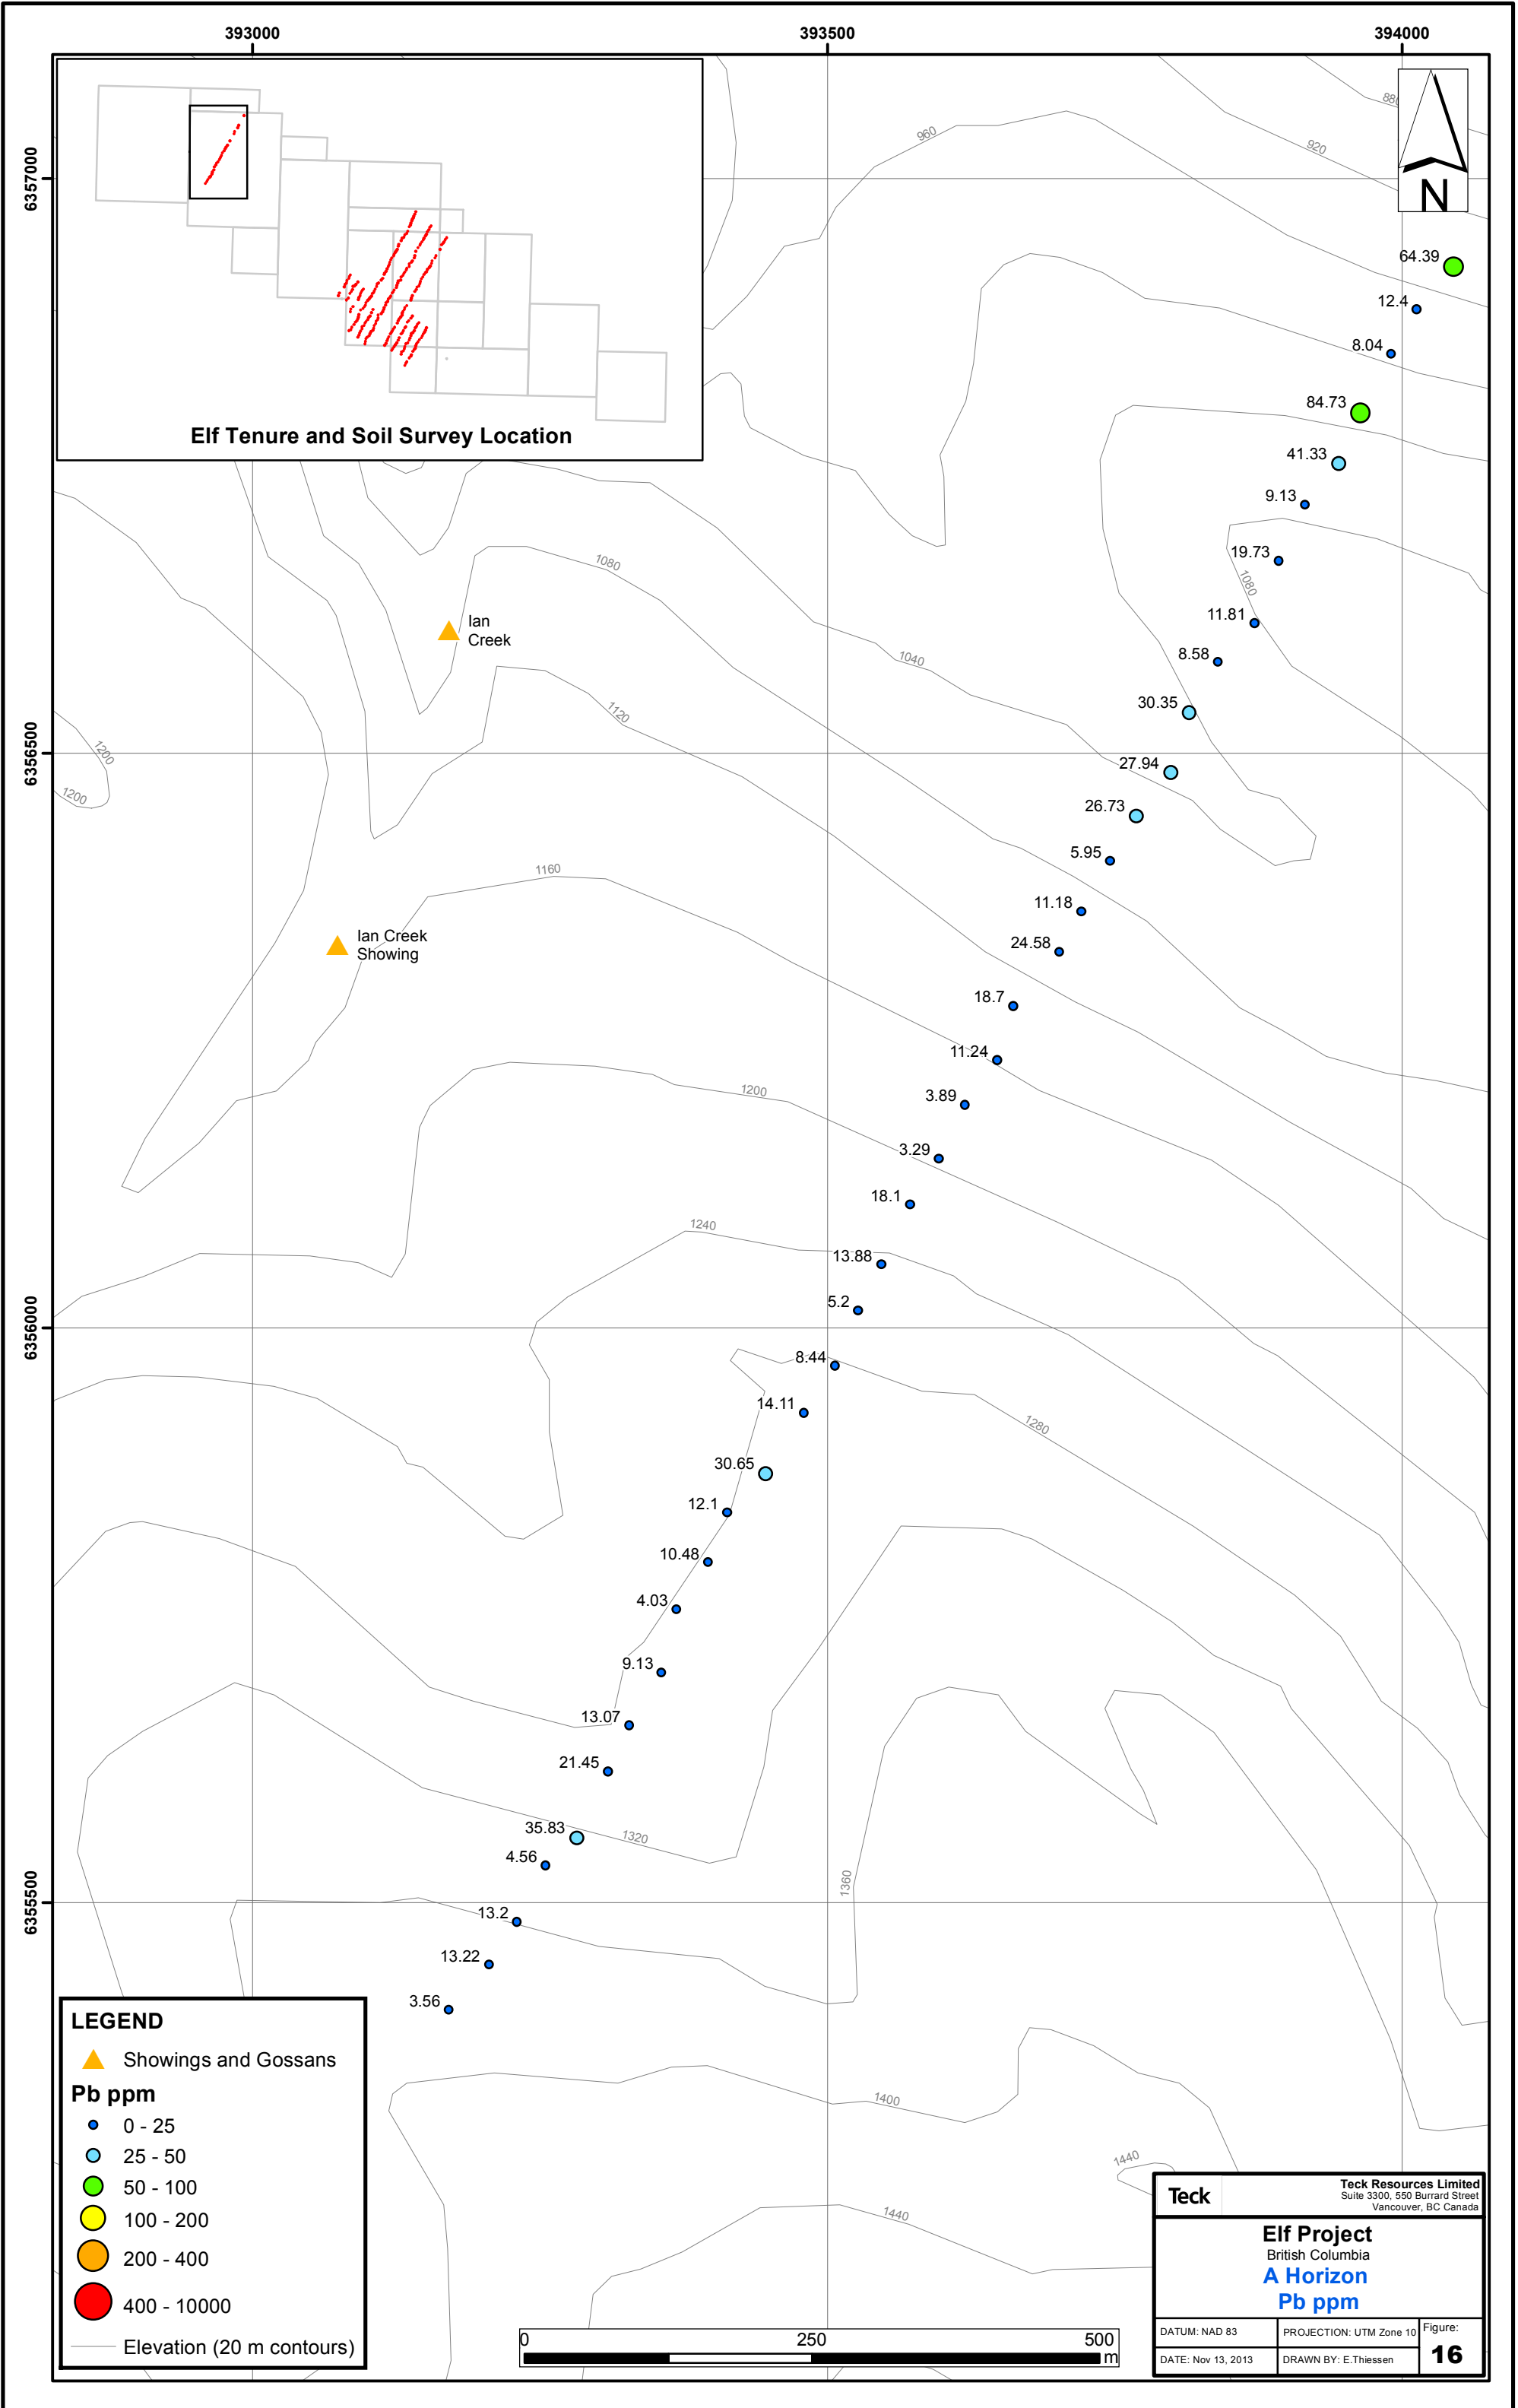 393000
393500
394000
6357000
6356500
6356000
6355500
Elf Tenure and Soil Survey Location
N
880
920
960
64.39
12.4
8.04
84.73
41.33
9.13
19.73
1080
11.81
8.58
30.35
27.94
26.73
5.95
11.18
24.58
18.7
11.24
3.89
3.29
18.1
13.88
5.2
8.44
14.11
30.65
12.1
10.48
4.03
9.13
13.07
21.45
35.83
4.56
13.2
13.22
3.56
Ian
Creek
Ian Creek
Showing
1080
1040
1120
1200
1200
1160
1200
1240
1280
1320
1360
1400
1440
1440
LEGEND
Showings and Gossans
Pb ppm
0 - 25
25 - 50
50 - 100
100 - 200
200 - 400
400 - 10000
Elevation (20 m contours)
0 250 500
m
Teck
Teck Resources Limited
Suite 3300, 550 Burrard Street
Vancouver, BC Canada
Elf Project
British Columbia
A Horizon
Pb ppm
DATUM: NAD 83
PROJECTION: UTM Zone 10
Figure:
16
DATE: Nov 13, 2013
DRAWN BY: E.Thiessen